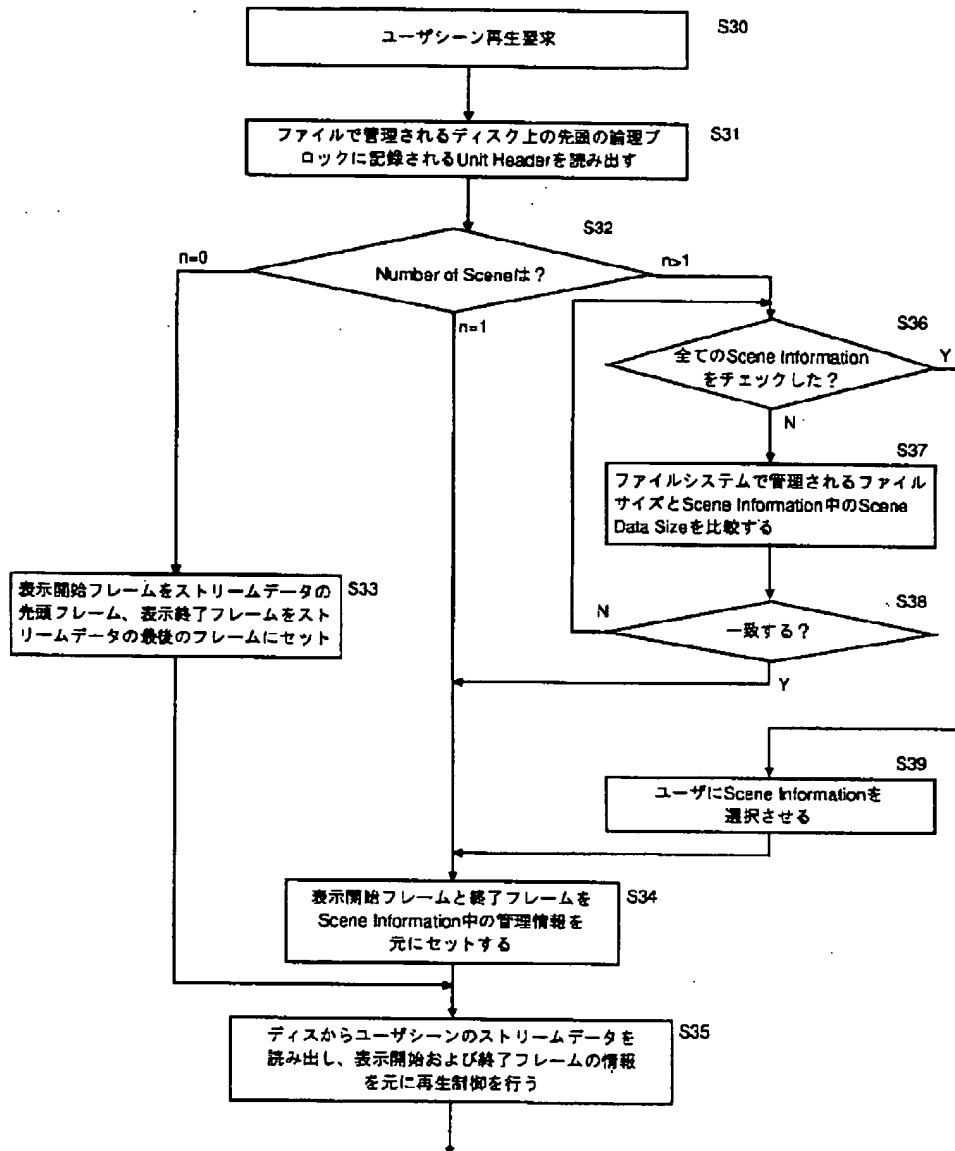 S30
ユーザシーン再生要求
S31
ファイルで管理されるディスク上の先頭の論理ブ
ロックに記録されるUnit Headerを読み出す
S32
Number of Sceneは？
n=0
n>1
n=1
S36
全てのScene Information
をチェックした？
Y
N
S37
ファイルシステムで管理されるファイル
サイズとScene Information中のScene
Data Sizeを比較する
S38
一致する？
N
Y
S33
表示開始フレームをストリームデータの
先頭フレーム、表示終了フレームをスト
リームデータの最後のフレームにセット
S39
ユーザにScene Informationを
選択させる
S34
表示開始フレームと終了フレームを
Scene Information中の管理情報を
元にセットする
S35
ディスからユーザシーンのストリームデータを
読み出し、表示開始および終了フレームの情報
を元に再生制御を行う